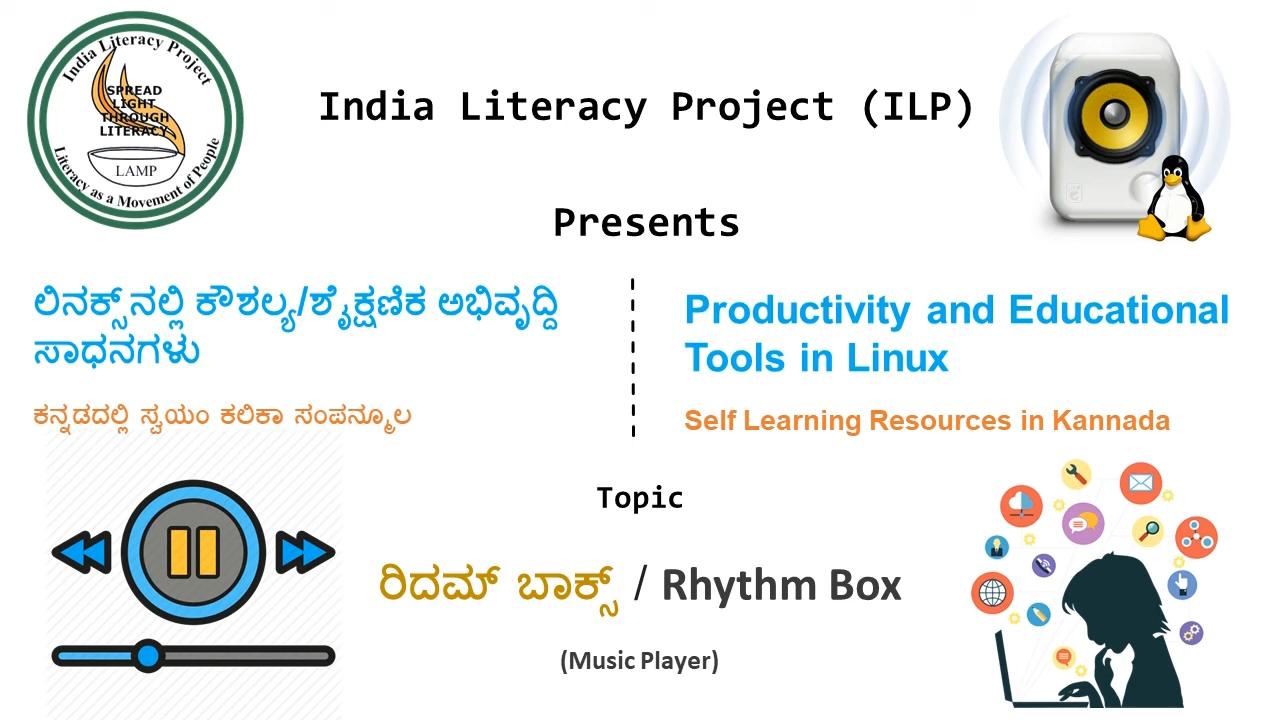 India Literacy Project
SPREAD
LIGHT
THROUGH
LITERACY
LAMP
Literacy as a Movement of People
India Literacy Project (ILP)
Presents
ಲಿನಕ್ಸ್‌ನಲ್ಲಿ ಕೌಶಲ್ಯ/ಶೈಕ್ಷಣಿಕ ಅಭಿವೃದ್ದಿ
ಸಾಧನಗಳು
ಕನ್ನಡದಲ್ಲಿ ಸ್ವಯಂ ಕಲಿಕಾ ಸಂಪನ್ಮೂಲ
Productivity and Educational
Tools in Linux
Self Learning Resources in Kannada
Topic
ರಿದಮ್ ಬಾಕ್ಸ್ / Rhythm Box
(Music Player)